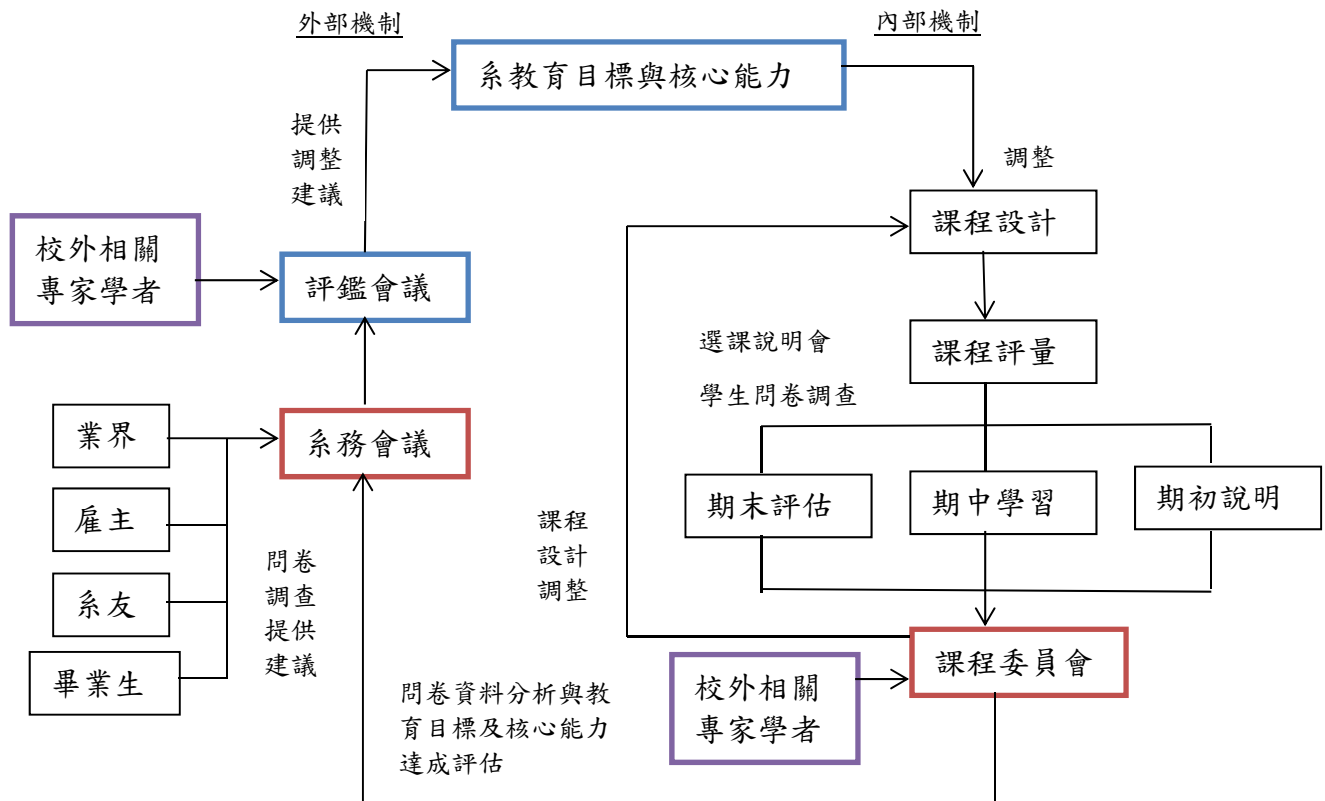 外部機制
內部機制
系教育目標與核心能力
提供
調整
建議
調整
校外相關
專家學者
評鑑會議
課程設計
選課說明會
學生問卷調查
課程評量
業界
雇主
系友
畢業生
系務會議
問卷
調查
提供
建議
課程
設計
調整
期末評估
期中學習
期初說明
課程委員會
校外相關
專家學者
問卷資料分析與教
育目標及核心能力
達成評估